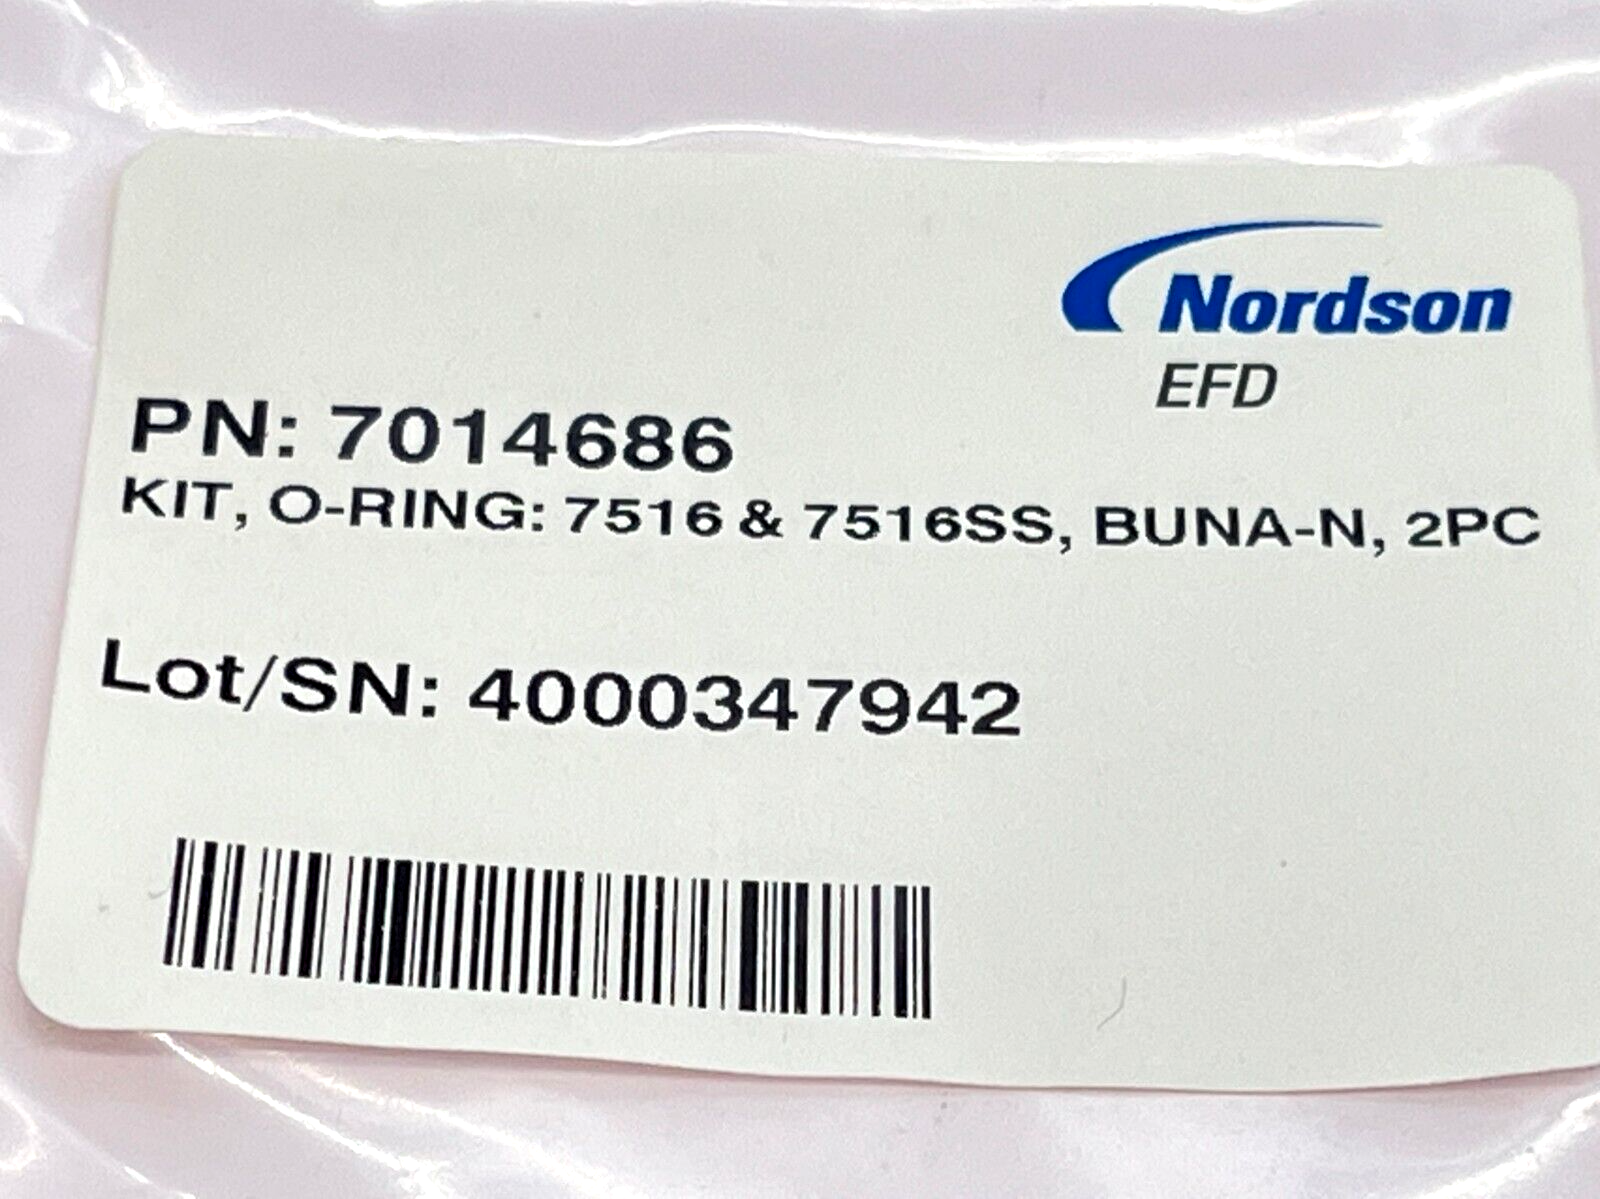 Nordson
EFD
PN: 7014686
KIT, O-RING: 7516 & 7516SS, BUNA-N, 2PC
Lot/SN: 4000347942